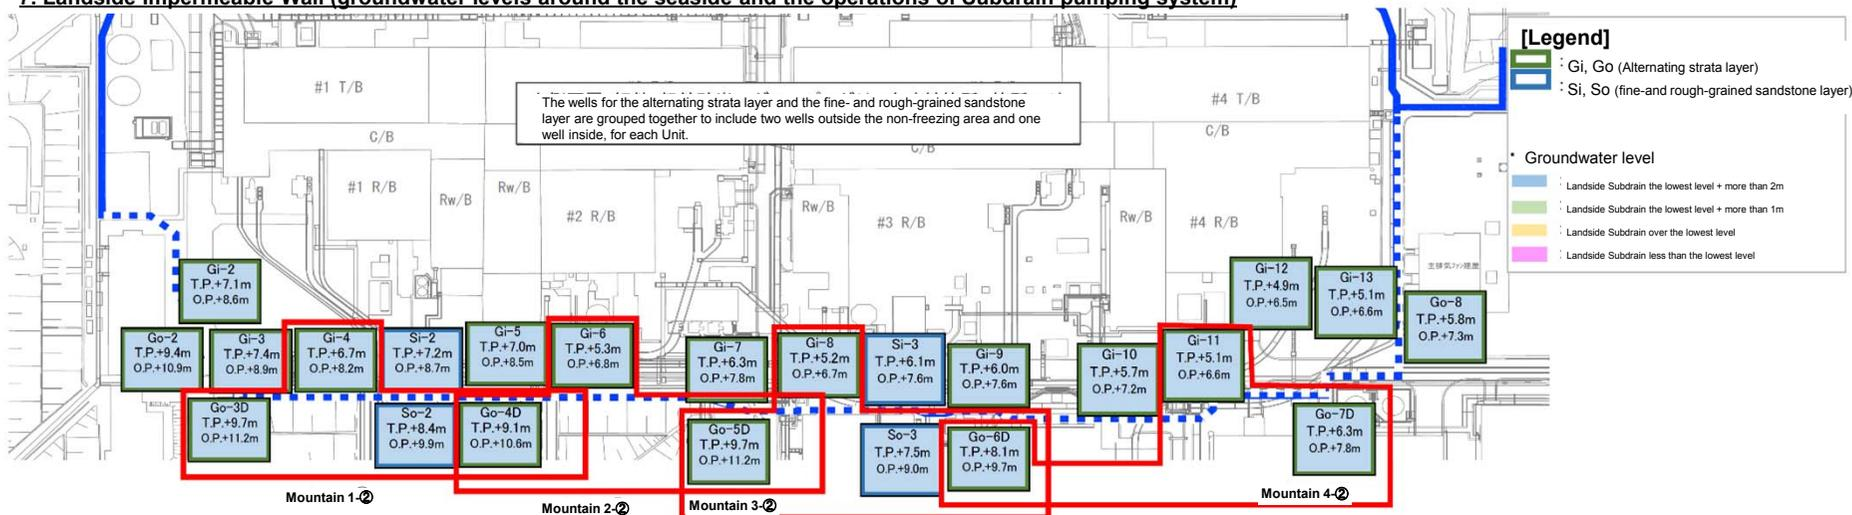 7. Landside Impermeable Wall (groundwater levels around the seaside and the operations of Subdrain pumping system)
[Legend]
: Gi, Go (Alternating strata layer)
: Si, So (fine-and rough-grained sandstone layer)
• Groundwater level
: Landside Subdrain the lowest level + more than 2m
: Landside Subdrain the lowest level + more than 1m
: Landside Subdrain over the lowest level
: Landside Subdrain less than the lowest level
#1 T/B
The wells for the alternating strata layer and the fine- and rough-grained sandstone
layer are grouped together to include two wells outside the non-freezing area and one
well inside, for each Unit.
#4 T/B
C/B
C/B
C/B
#1 R/B
Rw/B
Rw/B
#2 R/B
Rw/B
#3 R/B
Rw/B
#4 R/B
主排気ファン建屋
Gi-2
T.P.+7.1m
O.P.+8.6m
Gi-12
T.P.+4.9m
O.P.+6.5m
Gi-13
T.P.+5.1m
O.P.+6.6m
Go-8
T.P.+5.8m
O.P.+7.3m
Go-2
T.P.+9.4m
O.P.+10.9m
Gi-3
T.P.+7.4m
O.P.+8.9m
Gi-4
T.P.+6.7m
O.P.+8.2m
Si-2
T.P.+7.2m
O.P.+8.7m
Gi-5
T.P.+7.0m
O.P.+8.5m
Gi-6
T.P.+5.3m
O.P.+6.8m
Gi-7
T.P.+6.3m
O.P.+7.8m
Gi-8
T.P.+5.2m
O.P.+6.7m
Si-3
T.P.+6.1m
O.P.+7.6m
Gi-9
T.P.+6.0m
O.P.+7.6m
Gi-10
T.P.+5.7m
O.P.+7.2m
Gi-11
T.P.+5.1m
O.P.+6.6m
Go-3D
T.P.+9.7m
O.P.+11.2m
So-2
T.P.+8.4m
O.P.+9.9m
Go-4D
T.P.+9.1m
O.P.+10.6m
Go-5D
T.P.+9.7m
O.P.+11.2m
So-3
T.P.+7.5m
O.P.+9.0m
Go-6D
T.P.+8.1m
O.P.+9.7m
Go-7D
T.P.+6.3m
O.P.+7.8m
Mountain 1-②
Mountain 2-②
Mountain 3-②
Mountain 4-②